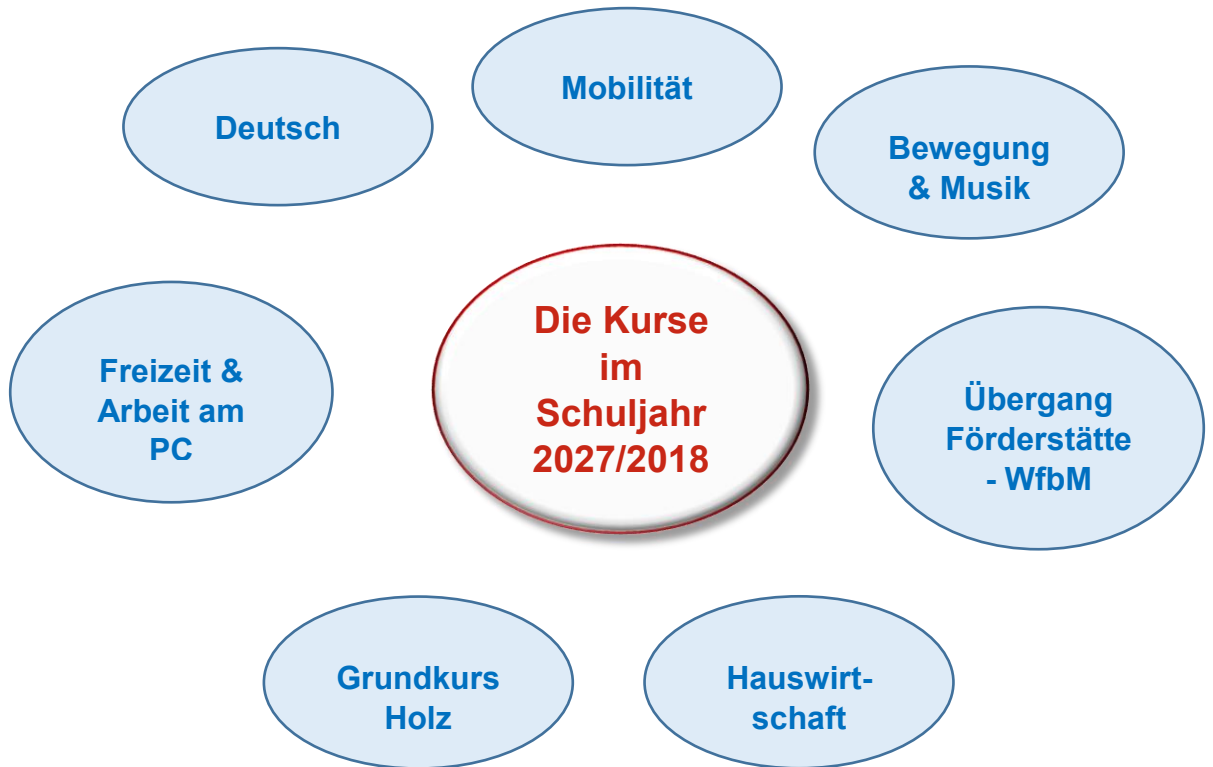 Mobilität
Deutsch
Bewegung
& Musik
Die Kurse
im
Schuljahr
2027/2018
Freizeit &
Arbeit am
PC
Übergang
Förderstätte
- WfbM
Grundkurs
Holz
Hauswirt-
schaft